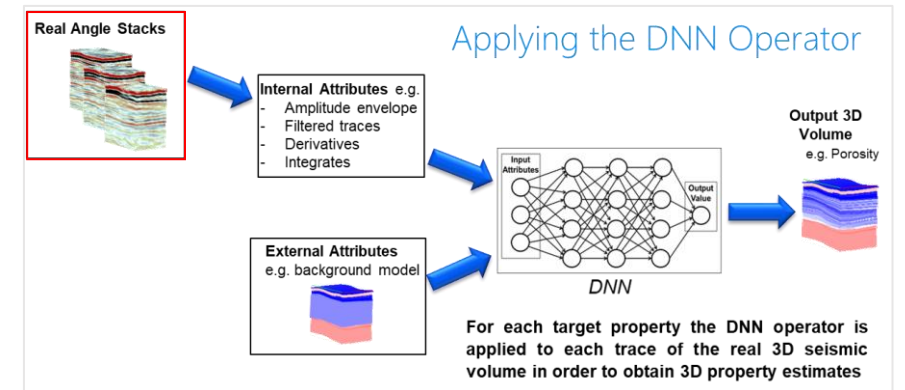 Real Angle Stacks
Applying the DNN Operator
Internal Attributes e.g.
- Amplitude envelope
- Filtered traces
- Derivatives
- Integrates
Output 3D
Volume
e.g. Porosity
Input
Attributes
Output
Value
External Attributes
e.g. background model
DNN
For each target property the DNN operator is
applied to each trace of the real 3D seismic
volume in order to obtain 3D property estimates